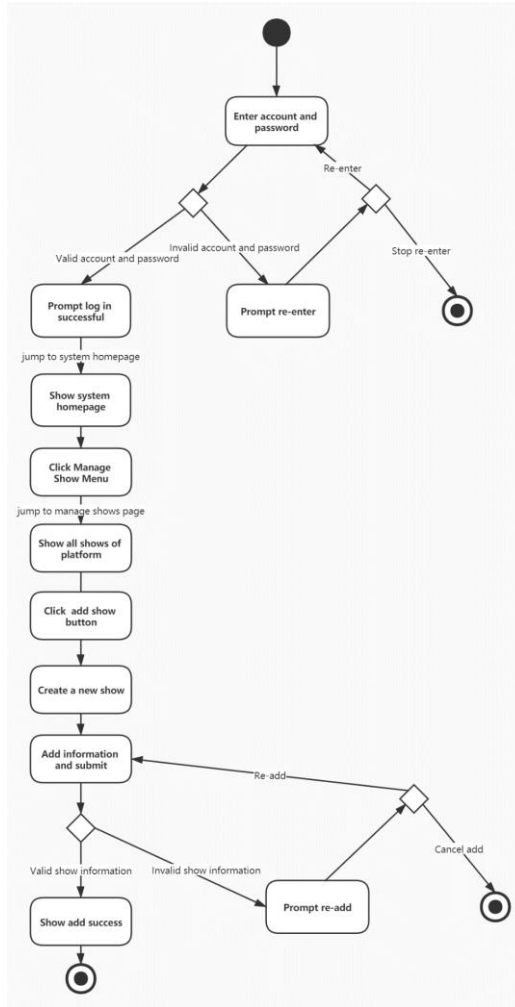 Enter account and
password
Re-enter
Invalid account and password
Stop re-enter
Valid account and password
Prompt log in
successful
Prompt re-enter
jump to system homepage
Show system
homepage
Click Manage
Show Menu
jump to manage shows page
Show all shows of
platform
Click add show
button
Create a new show
Add information
and submit
Re-add
Cancel add
Valid show information
Invalid show information
Show add success
Prompt re-add